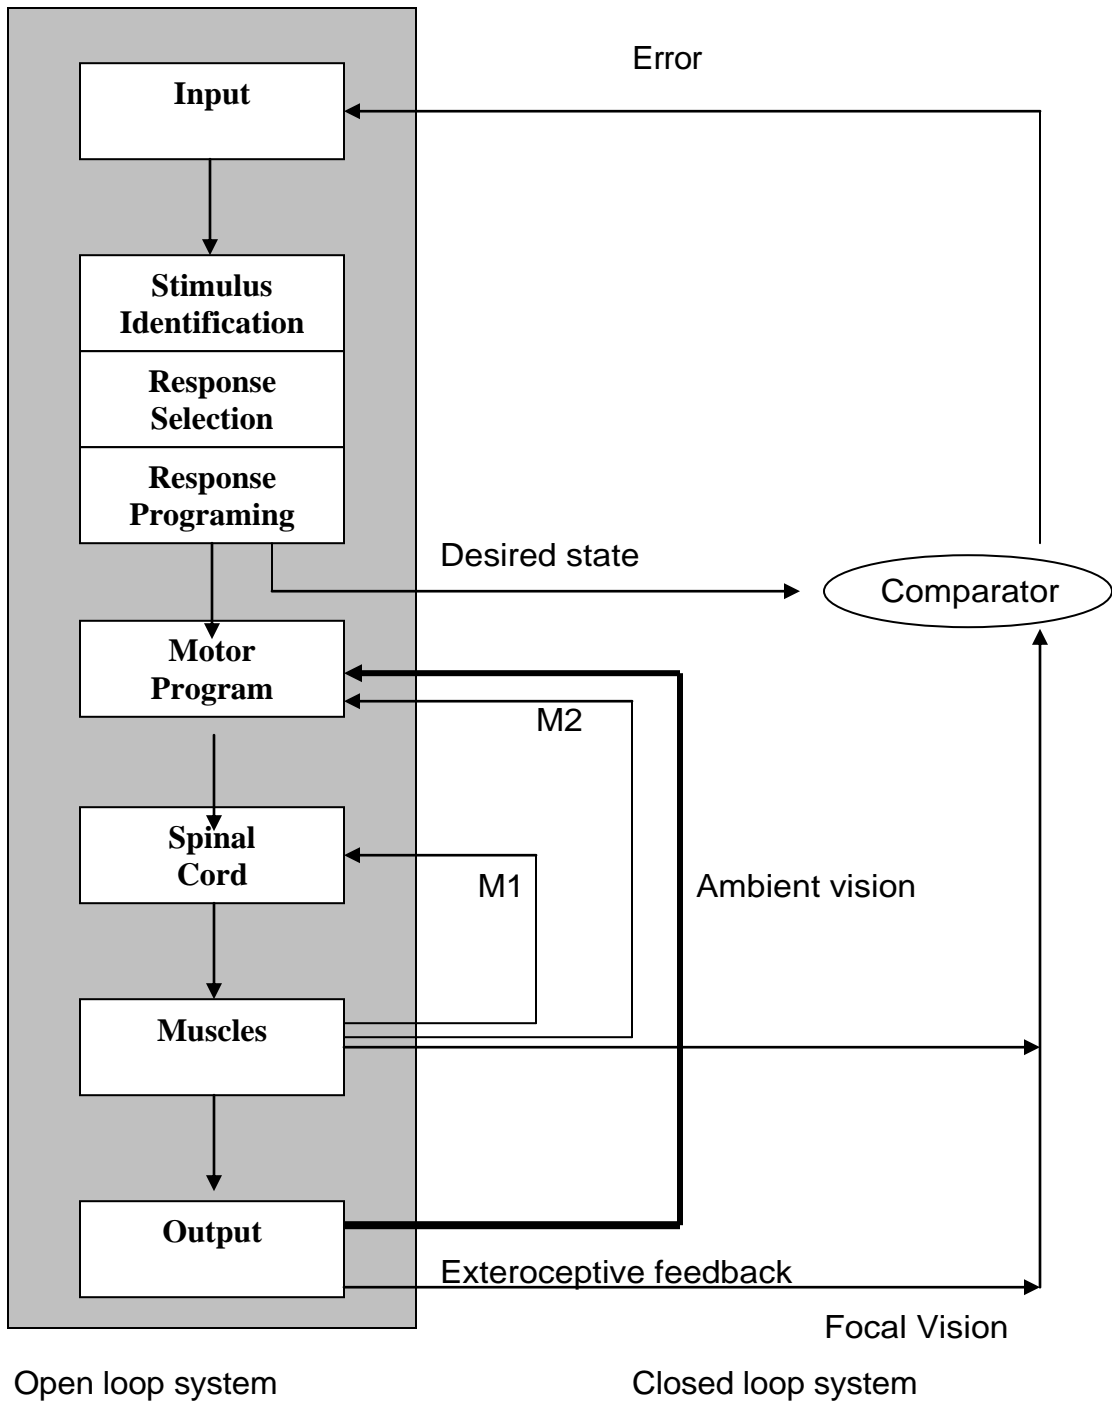 Error
Input
Stimulus
Identification
Response
Selection
Response
Programing
Desired state
Comparator
Motor
Program
M2
Spinal
Cord
M1
Ambient vision
Muscles
Output
Exteroceptive feedback
Focal Vision
Open loop system
Closed loop system